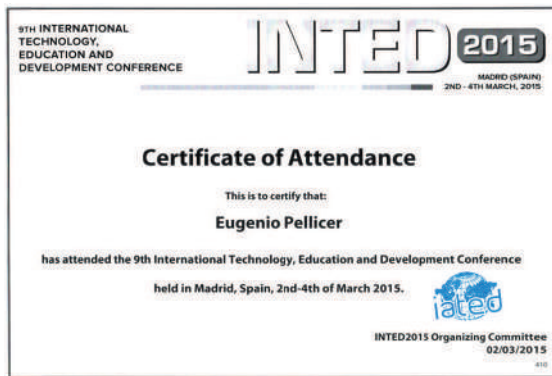 9TH INTERNATIONAL
TECHNOLOGY,
EDUCATION AND
DEVELOPMENT CONFERENCE
INTED 2015
MADRID (SPAIN)
2ND - 4TH MARCH, 2015
Certificate of Attendance
This is to certify that:
Eugenio Pellicer
has attended the 9th International Technology, Education and Development Conference
held in Madrid, Spain, 2nd-4th of March 2015.
iated
INTED2015 Organizing Committee
02/03/2015
410